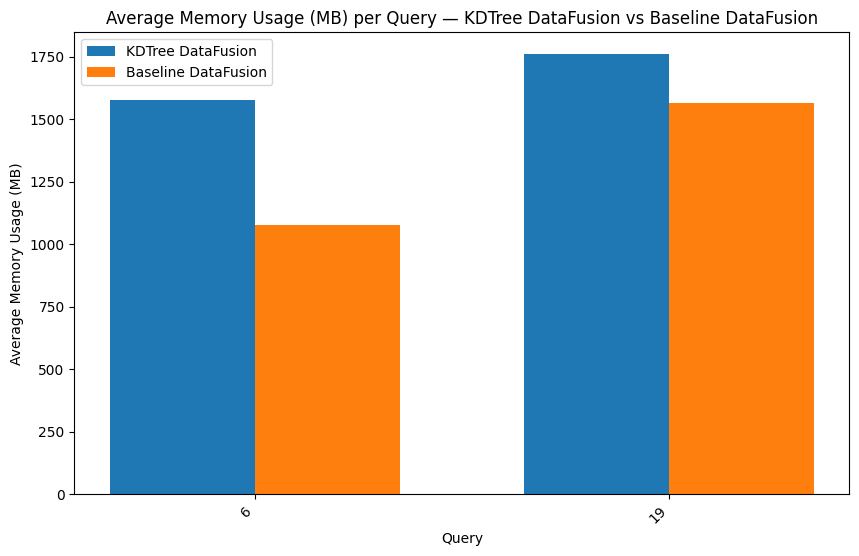 Average Memory Usage (MB) per Query — KDTree DataFusion vs Baseline DataFusion
KDTree DataFusion
Baseline DataFusion
Average Memory Usage (MB)
1750
1500
1250
1000
750
500
250
0
6
19
Query